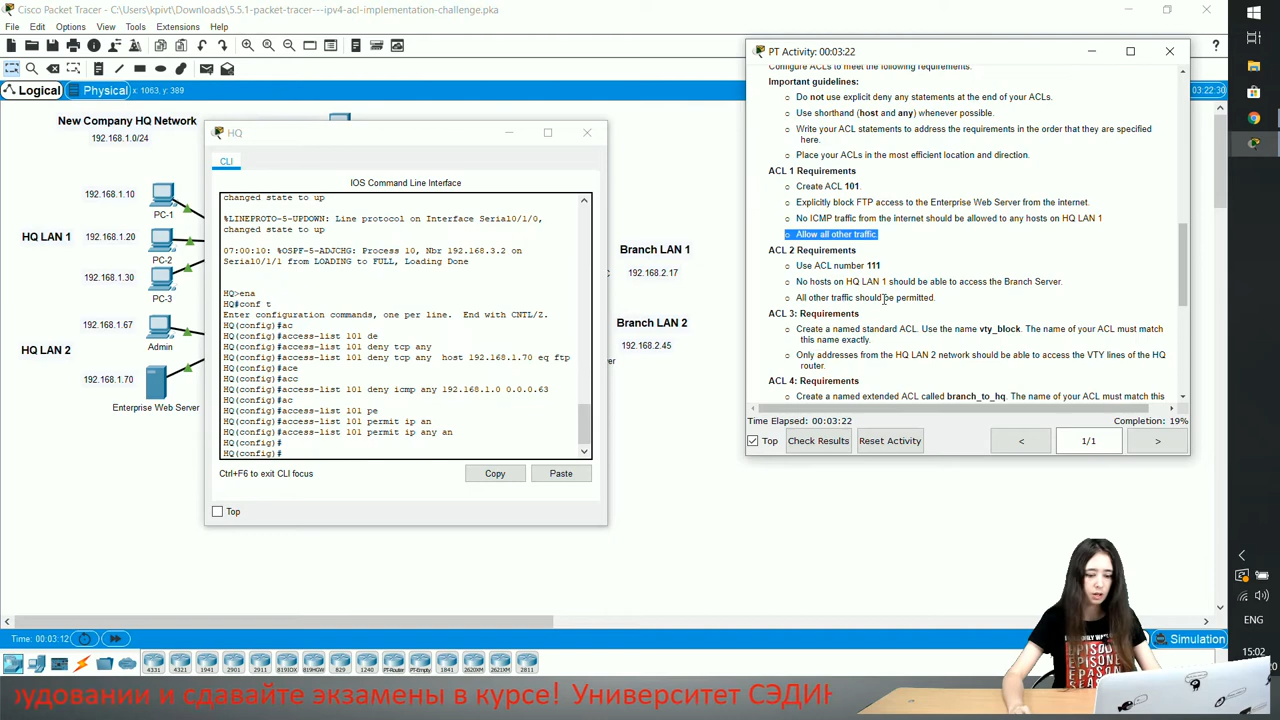 Cisco Packet Tracer - C:\Users\kpivt\Downloads\5.5.1-packet-tracer---ipv4-acl-implementation-challenge.pka
File Edit Options View Tools Extensions Help
Logical Physical x: 1063, y: 389
03:22:30
New Company HQ Network
192.168.1.0/24
192.168.1.10
PC-1
HQ LAN 1
192.168.1.20
PC-2
192.168.1.30
PC-3
192.168.1.67
Admin
HQ LAN 2
192.168.1.70
Enterprise Web Server
Branch LAN 1
192.168.2.17
Branch LAN 2
192.168.2.45
HQ
CLI
IOS Command Line Interface
changed state to up
%LINEPROTO-5-UPDOWN: Line protocol on Interface Serial0/1/0,
changed state to up
07:00:10: %OSPF-5-ADJCHG: Process 10, Nbr 192.168.3.2 on
Serial0/1/1 from LOADING to FULL, Loading Done
HQ>ena
HQ#conf t
Enter configuration commands, one per line. End with CNTL/Z.
HQ(config)#ac
HQ(config)#access-list 101 de
HQ(config)#access-list 101 deny tcp any
HQ(config)#access-list 101 deny tcp any host 192.168.1.70 eq ftp
HQ(config)#ace
HQ(config)#acc
HQ(config)#access-list 101 deny icmp any 192.168.1.0 0.0.0.63
HQ(config)#ac
HQ(config)#access-list 101 pe
HQ(config)#access-list 101 permit ip an
HQ(config)#access-list 101 permit ip any an
HQ(config)#
HQ(config)#
Ctrl+F6 to exit CLI focus
Copy
Paste
Top
PT Activity: 00:03:22
Configure ACLs to meet the following requirements.
Important guidelines:
Do not use explicit deny any statements at the end of your ACLs.
Use shorthand (host and any) whenever possible.
Write your ACL statements to address the requirements in the order that they are specified
here.
Place your ACLs in the most efficient location and direction.
ACL 1 Requirements
Create ACL 101.
Explicitly block FTP access to the Enterprise Web Server from the internet.
No ICMP traffic from the internet should be allowed to any hosts on HQ LAN 1
Allow all other traffic.
ACL 2 Requirements
Use ACL number 111
No hosts on HQ LAN 1 should be able to access the Branch Server.
All other traffic should be permitted.
ACL 3: Requirements
Create a named standard ACL. Use the name vty_block. The name of your ACL must match
this name exactly.
Only addresses from the HQ LAN 2 network should be able to access the VTY lines of the HQ
router.
ACL 4: Requirements
Create a named extended ACL called branch_to_hq. The name of your ACL must match this
Time Elapsed: 00:03:22
Completion: 19%
Top
Check Results
Reset Activity
<
1/1
>
Time: 00:03:12
Simulation
4331 4321 1941 2901 2911 819IOX 819HGW 829 1240 PT-Router PT-Empty 1841 2620XM 2621XM 2811
ENG
15:02
удовании и сдавайте экзамены в курсе! Университет СЭДИН
EPISODE